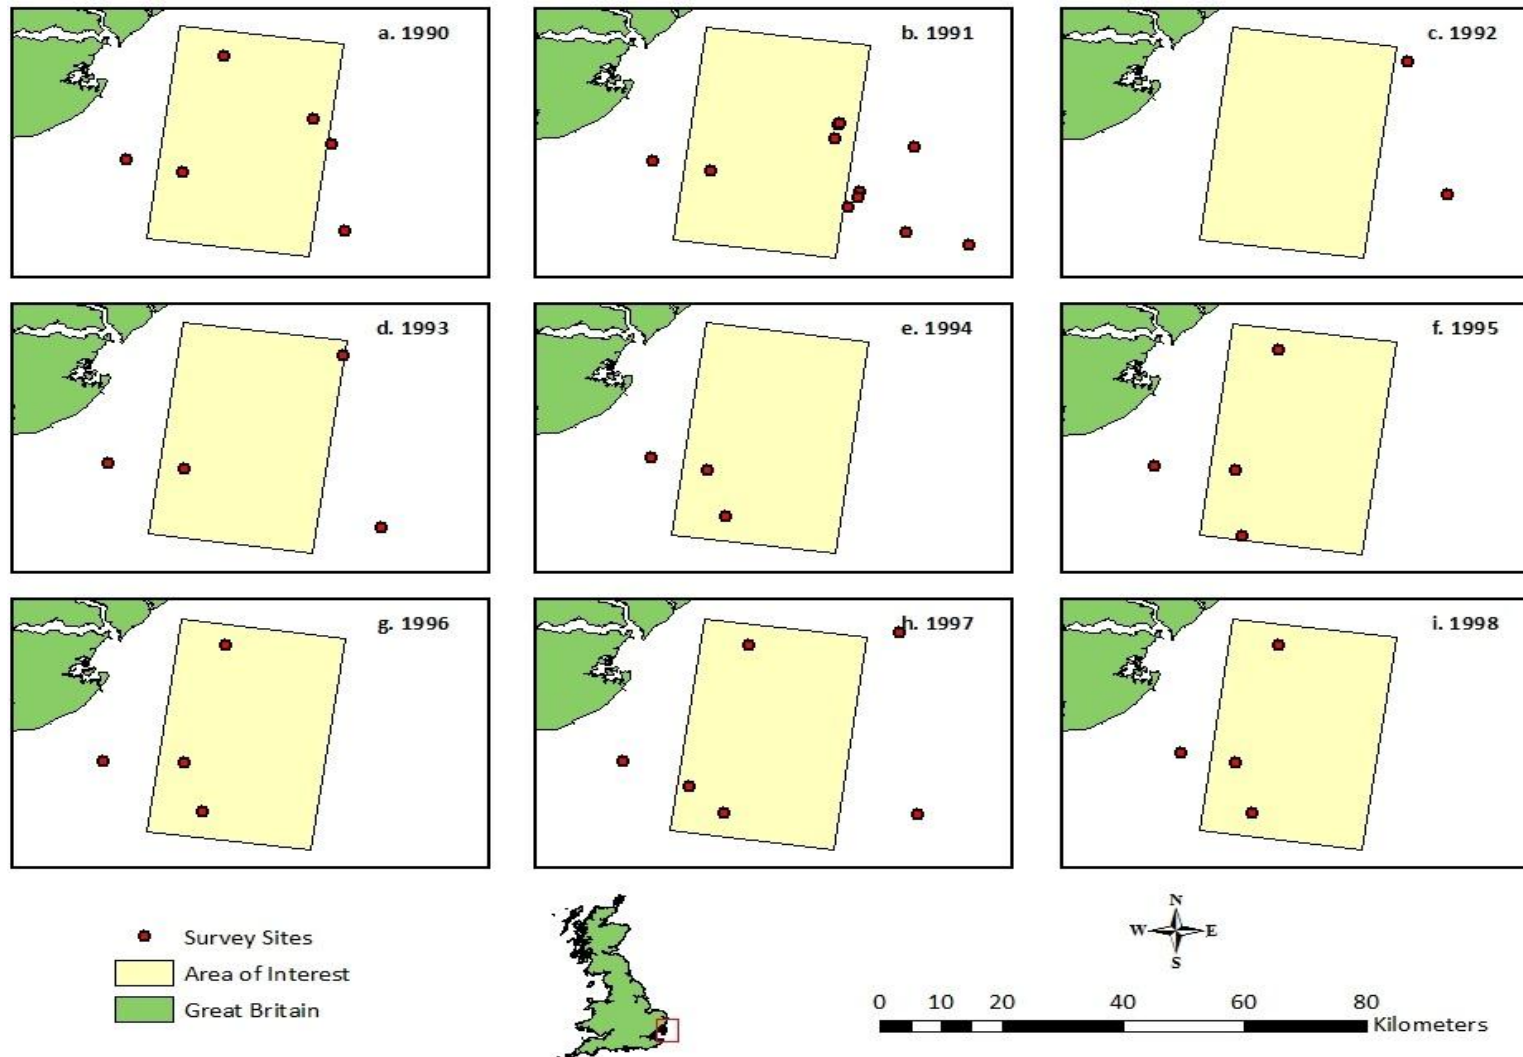 a. 1990
b. 1991
c. 1992
d. 1993
e. 1994
f. 1995
g. 1996
h. 1997
i. 1998
Survey Sites
Area of Interest
Great Britain
N
W E
S
0 10 20 40 60 80
Kilometers